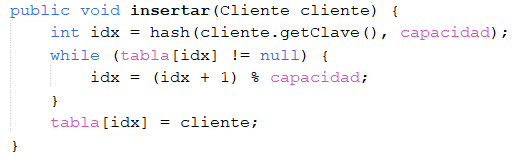 public void insertar(Cliente cliente) {
    int idx = hash(cliente.getClave(), capacidad);
    while (tabla[idx] != null) {
        idx = (idx + 1) % capacidad;
    }
    tabla[idx] = cliente;
}